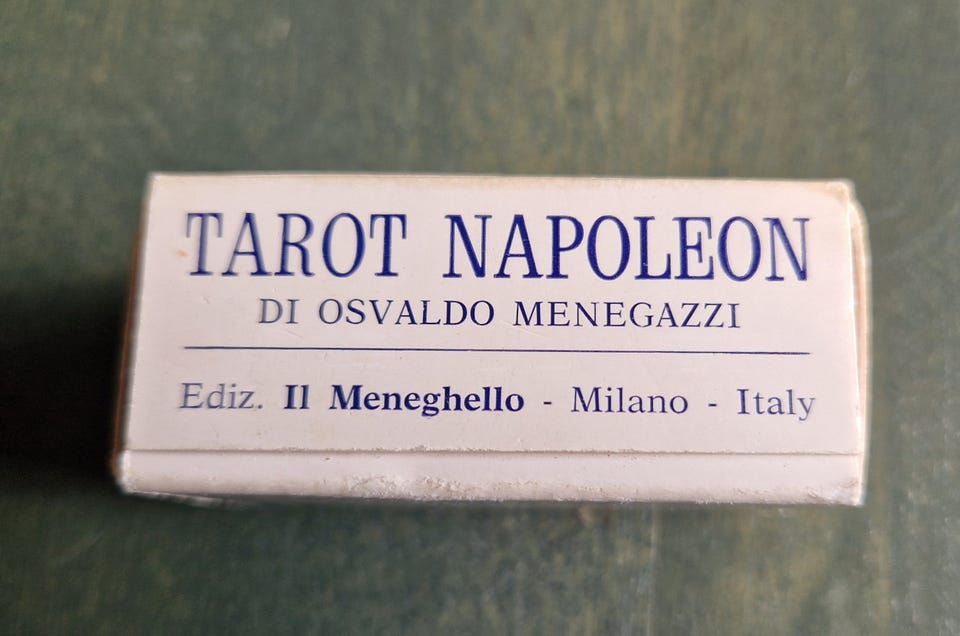 TAROT NAPOLEON
DI OSVALDO MENEGAZZI
Ediz. Il Meneghello - Milano - Italy